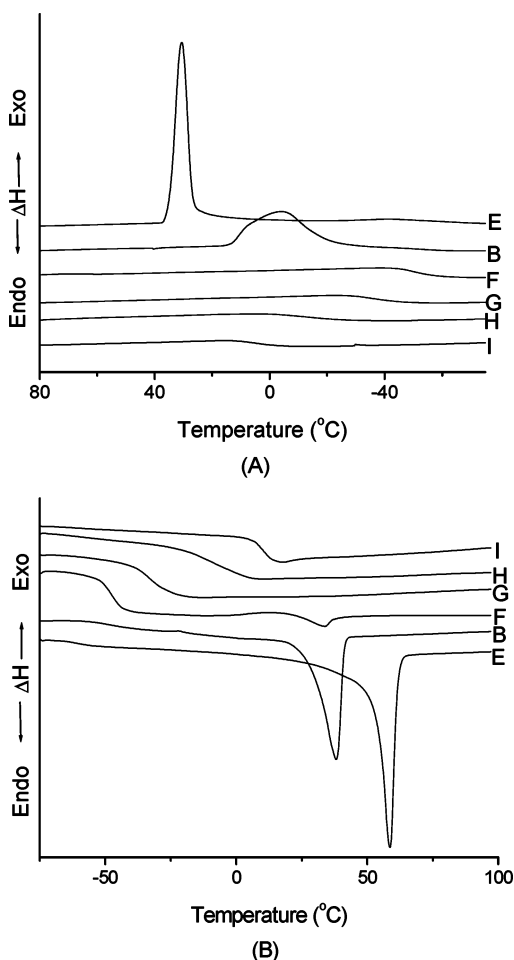 Endo ← ΔH → Exo
E
B
F
G
H
I
80 40 0 -40
Temperature (°C)
(A)
Endo ← ΔH → Exo
I
H
G
F
B
E
-50 0 50 100
Temperature (°C)
(B)